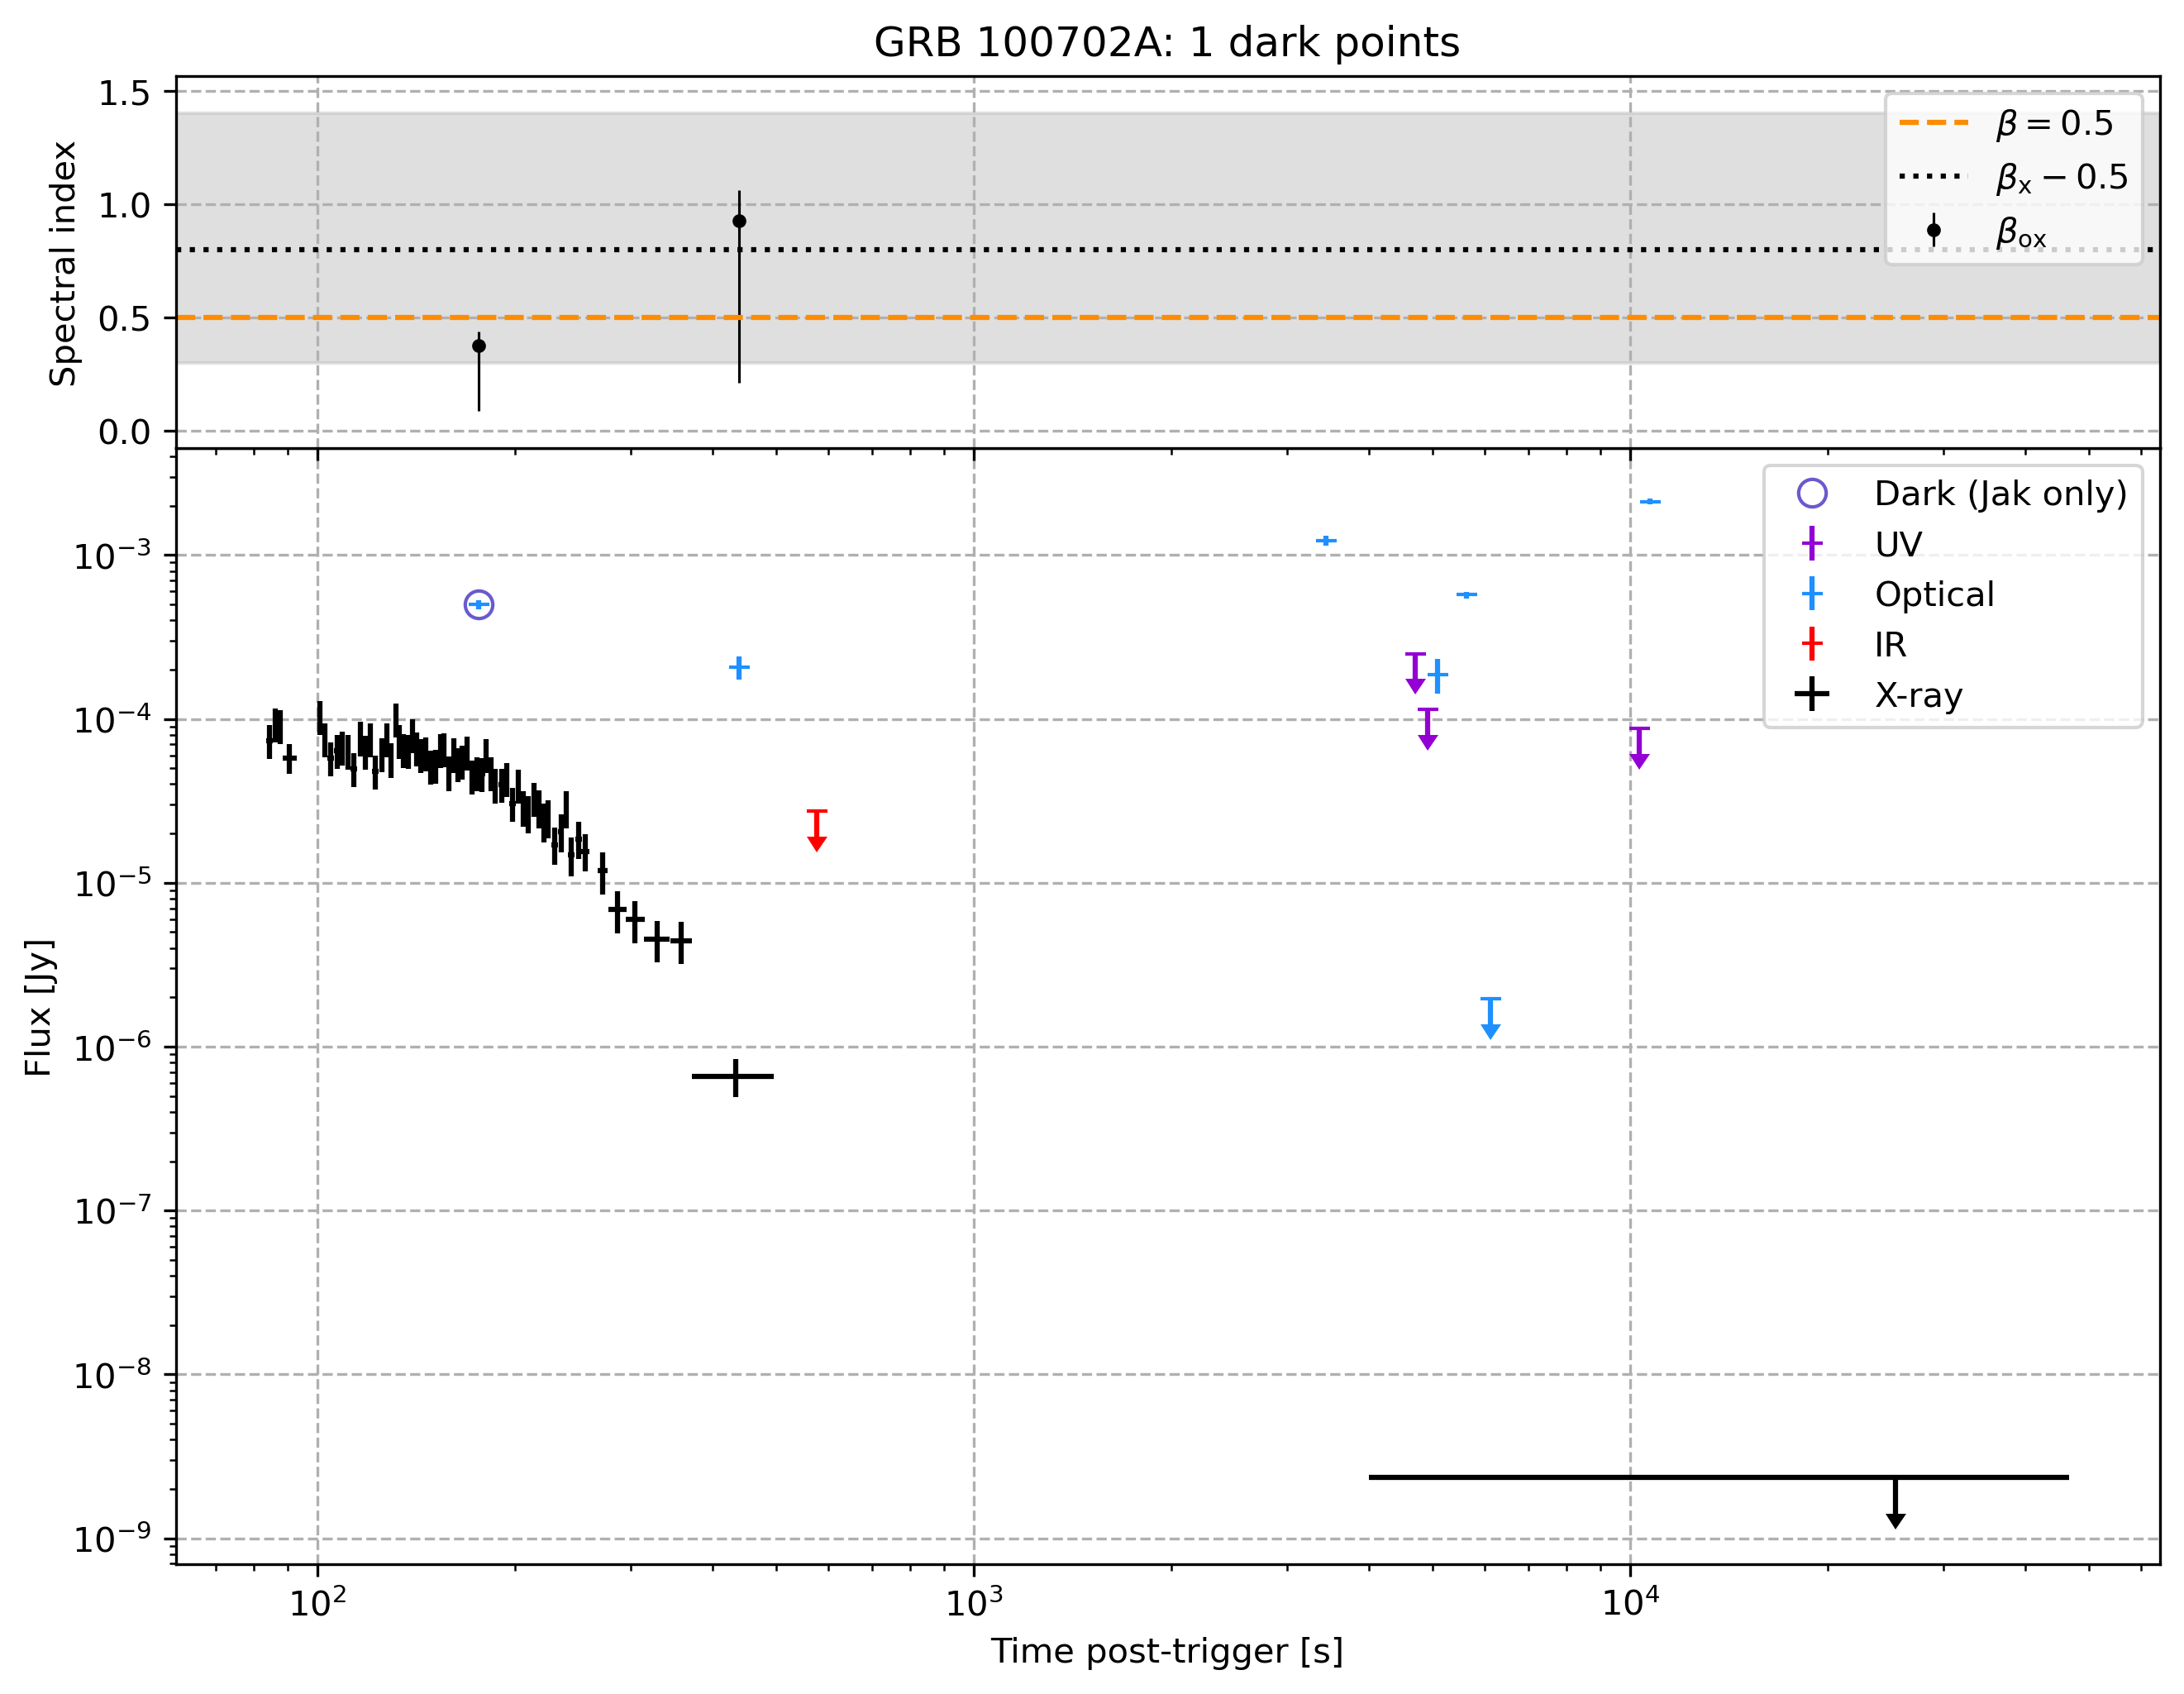 GRB 100702A: 1 dark points
1.5
1.0
0.5
0.0
Spectral index
β = 0.5
βₓ − 0.5
βₒₓ
10⁻³
10⁻⁴
10⁻⁵
10⁻⁶
10⁻⁷
10⁻⁸
10⁻⁹
Flux [Jy]
Dark (Jak only)
UV
Optical
IR
X-ray
10² 10³ 10⁴
Time post-trigger [s]